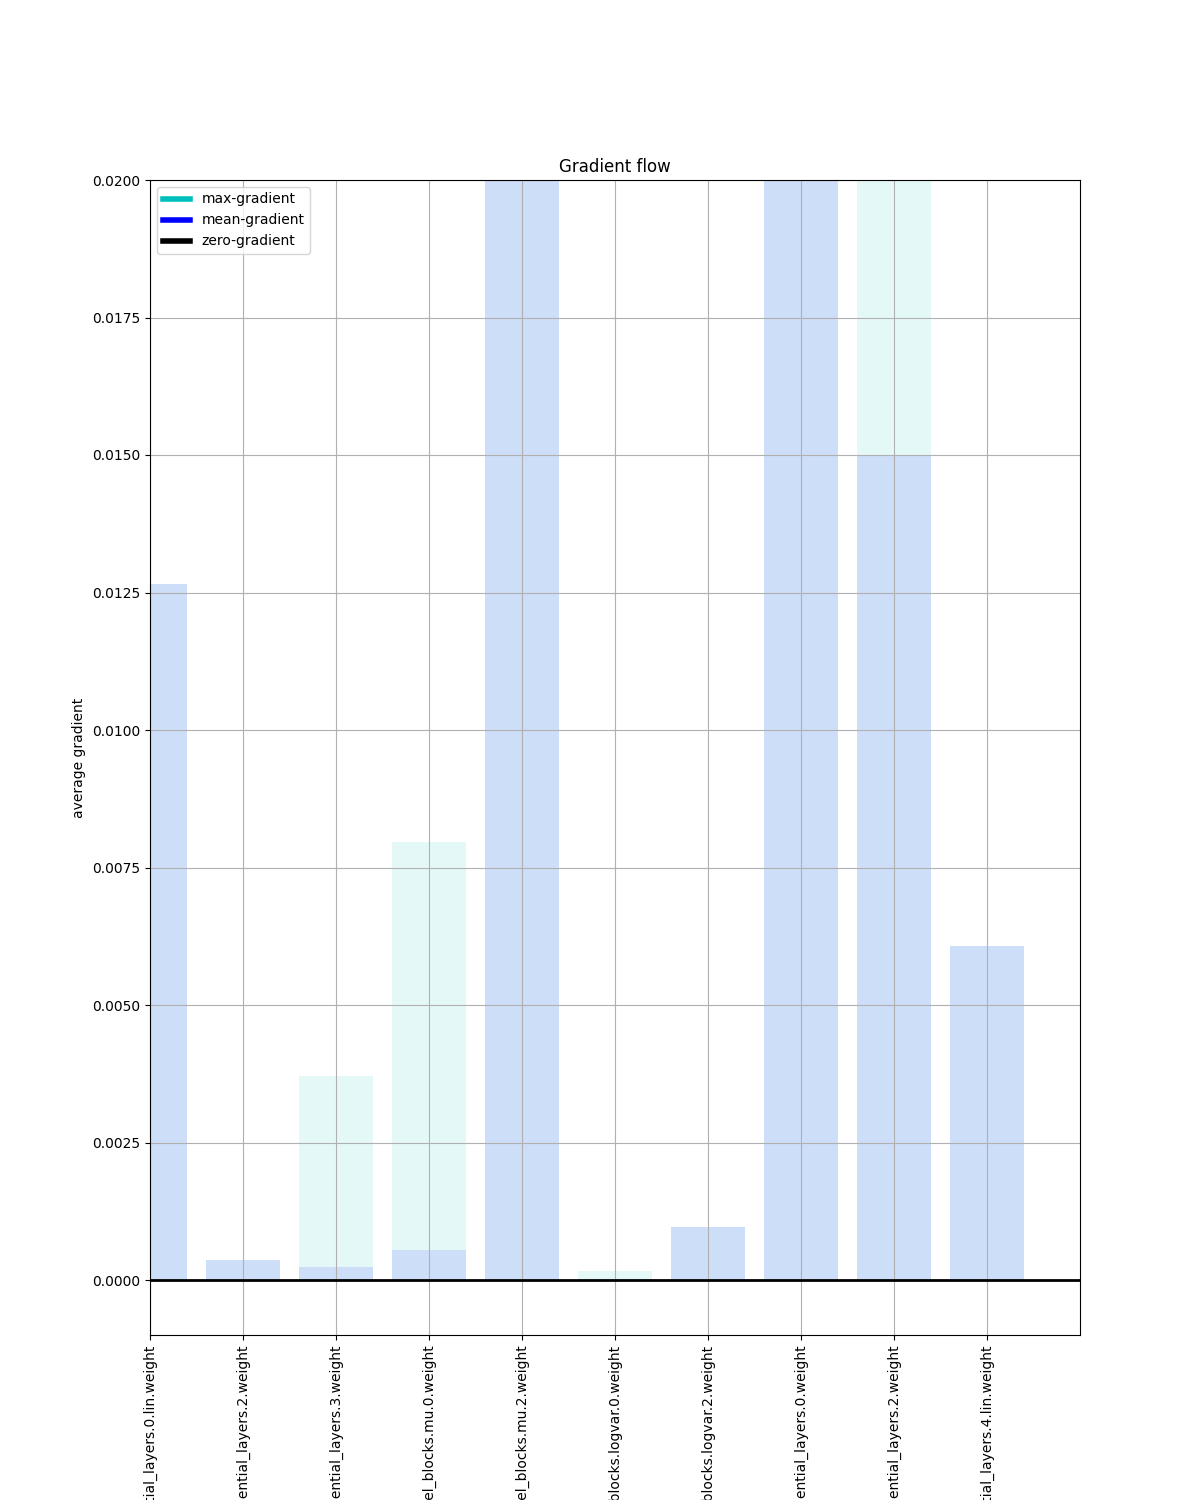 Gradient flow
max-gradient
mean-gradient
zero-gradient
0.0200
0.0175
0.0150
0.0125
0.0100
0.0075
0.0050
0.0025
0.0000
average gradient
tial_layers.0.lin.weight
ential_layers.2.weight
ential_layers.3.weight
el_blocks.mu.0.weight
el_blocks.mu.2.weight
blocks.logvar.0.weight
blocks.logvar.2.weight
ential_layers.0.weight
ential_layers.2.weight
tial_layers.4.lin.weight